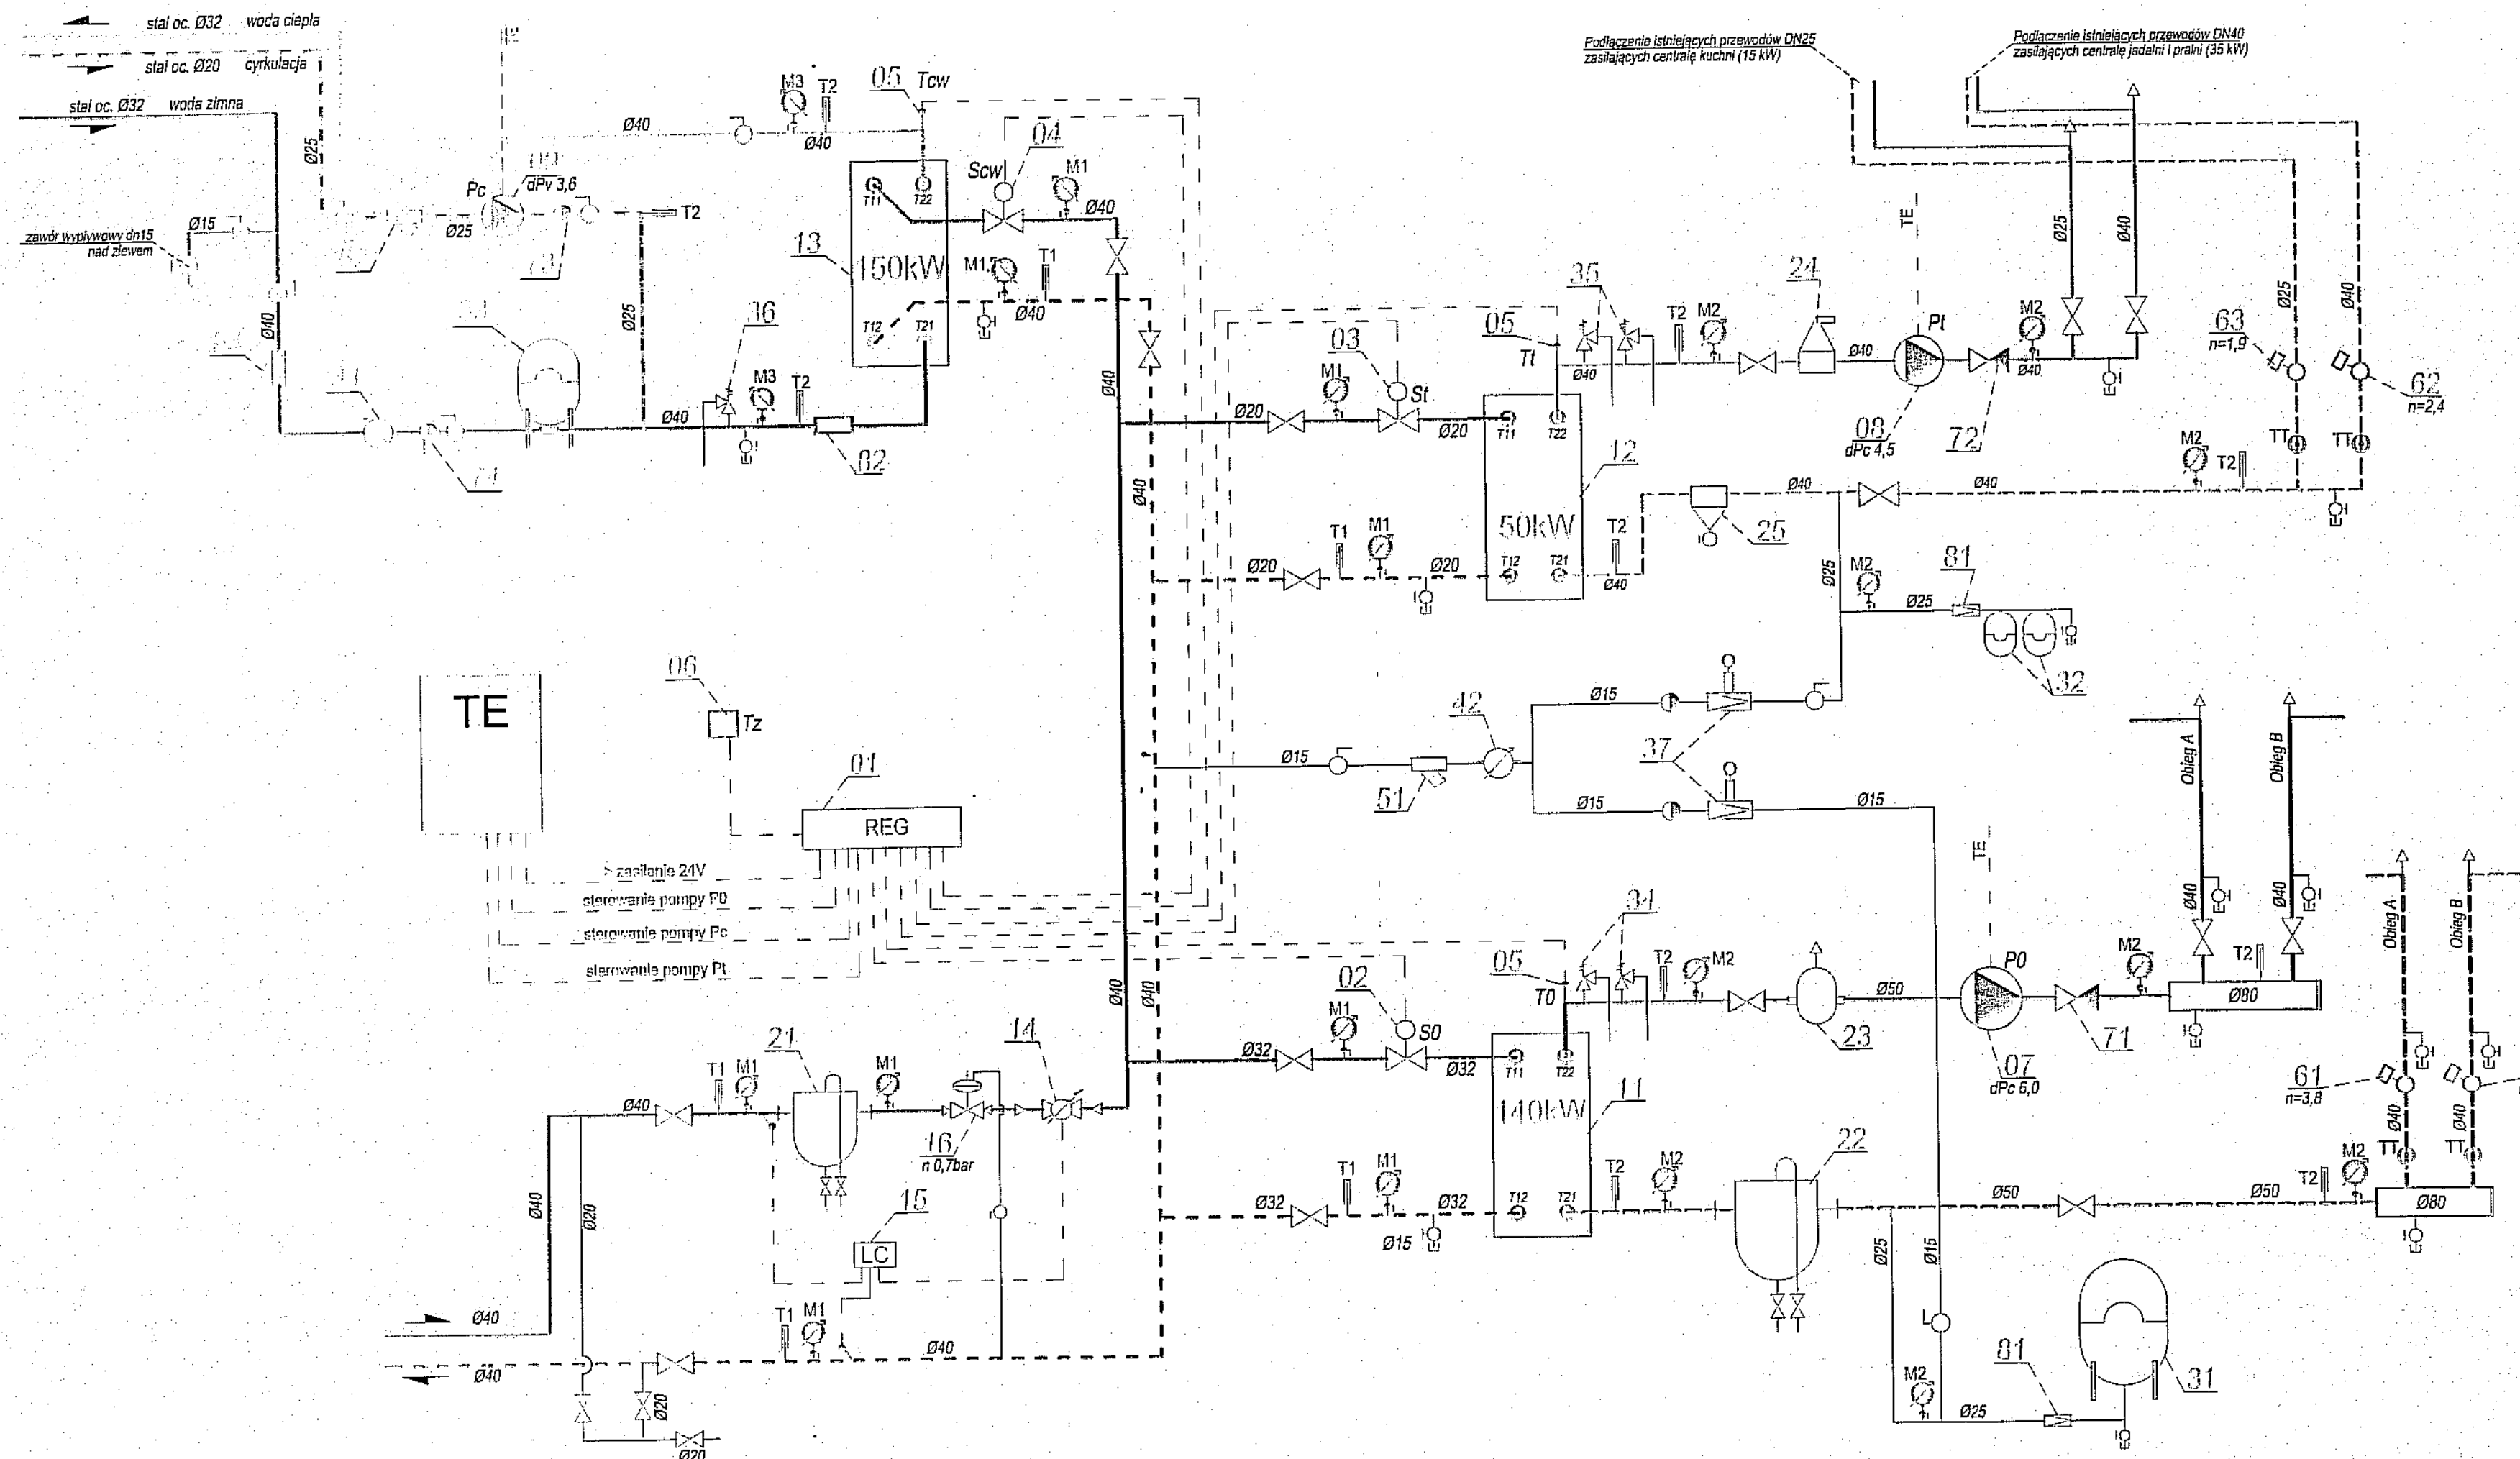 stal oc. Ø32 woda ciepła
stal oc. Ø20 cyrkulacja
stal oc. Ø32 woda zimna
Ø25
Ø15
zawór wypływowy dn15
nad zlewem
Ø40
Pc
dPv 3,6
Ø25
T2
Ø25
Ø40
M3
T2
Ø40
05
Tcw
04
Scw
M1
Ø40
T11
T22
13
150kW
M1
T1
Ø40
T12
T21
36
M3
T2
Ø40
82
Ø40
Ø40
Podłączenie istniejących przewodów DN25
zasilających centralę kuchni (15 kW)
Podłączenie istniejących przewodów DN40
zasilających centralę jadalni i pralni (35 kW)
TE
Ø25
Ø40
Ø25
Ø40
35
24
05
Tt
T2
M2
Ø40
Ø40
Pt
M2
Ø40
08
dPc 4,5
72
63
n=1,9
62
n=2,4
TT
TT
03
M1
St
Ø20
Ø20
T11
T22
12
50kW
T12
T21
T1
M1
Ø20
Ø20
T2
Ø40
25
Ø40
Ø40
M2
T2
Ø25
M2
Ø25
81
32
TE
06
Tz
01
REG
> zasilenie 24V
sterowanie pompy P0
sterowanie pompy Pc
sterowanie pompy Pt
Ø15
51
42
Ø15
37
Ø15
Ø15
Obieg A
Obieg B
Ø40
Ø40
TE
34
05
T0
T2
M2
23
Ø50
P0
07
dPc 6,0
71
M2
T2
Ø80
Obieg A
Obieg B
61
n=3,8
Ø40
Ø40
TT
TT
02
M1
S0
Ø32
Ø32
T11
T22
11
140kW
T12
T21
T1
M1
Ø32
Ø32
Ø15
T2
M2
22
Ø50
Ø50
T2
M2
Ø80
Ø40
Ø40
T1
M1
21
M1
14
Ø40
16
n 0,7bar
15
LC
Ø40
Ø20
Ø40
T1
M1
Ø40
Ø40
Ø20
Ø20
Ø25
Ø15
M2
Ø25
81
31